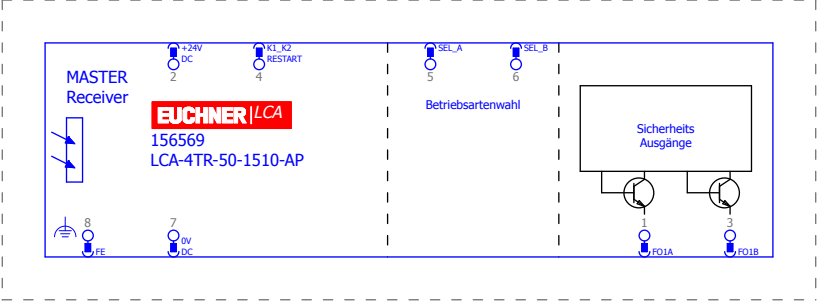 +24V
DC
2
K1_K2
RESTART
4
SEL_A
5
SEL_B
6
MASTER
Receiver
EUCHNER LCA
156569
LCA-4TR-50-1510-AP
Betriebsartenwahl
Sicherheits
Ausgänge
8
FE
7
0V
DC
1
FO1A
3
FO1B